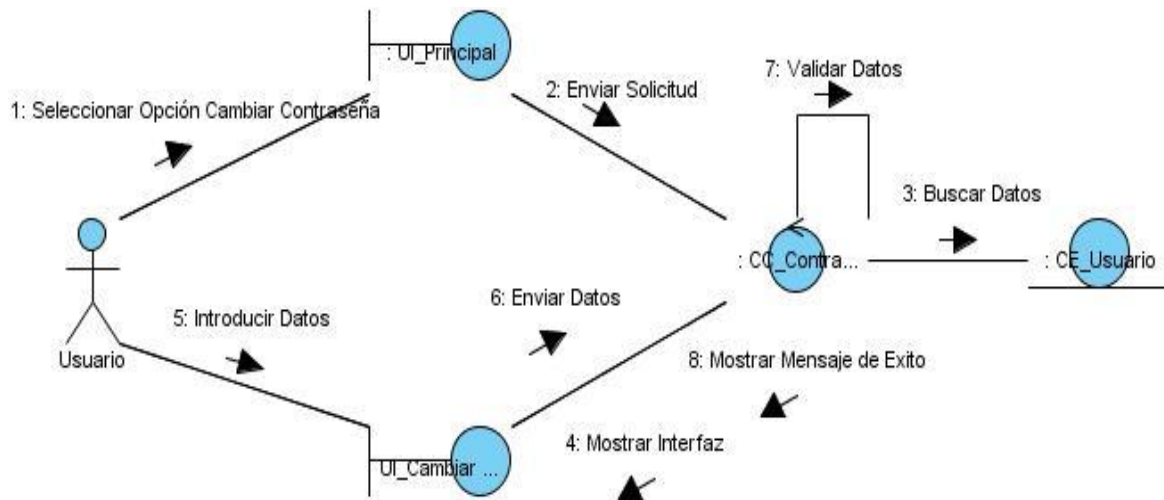 : UI_Principal
7: Validar Datos
2: Enviar Solicitud
1: Seleccionar Opción Cambiar Contraseña
3: Buscar Datos
: CC_Contra...
: CE_Usuario
6: Enviar Datos
5: Introducir Datos
Usuario
8: Mostrar Mensaje de Exito
4: Mostrar Interfaz
UI_Cambiar ...